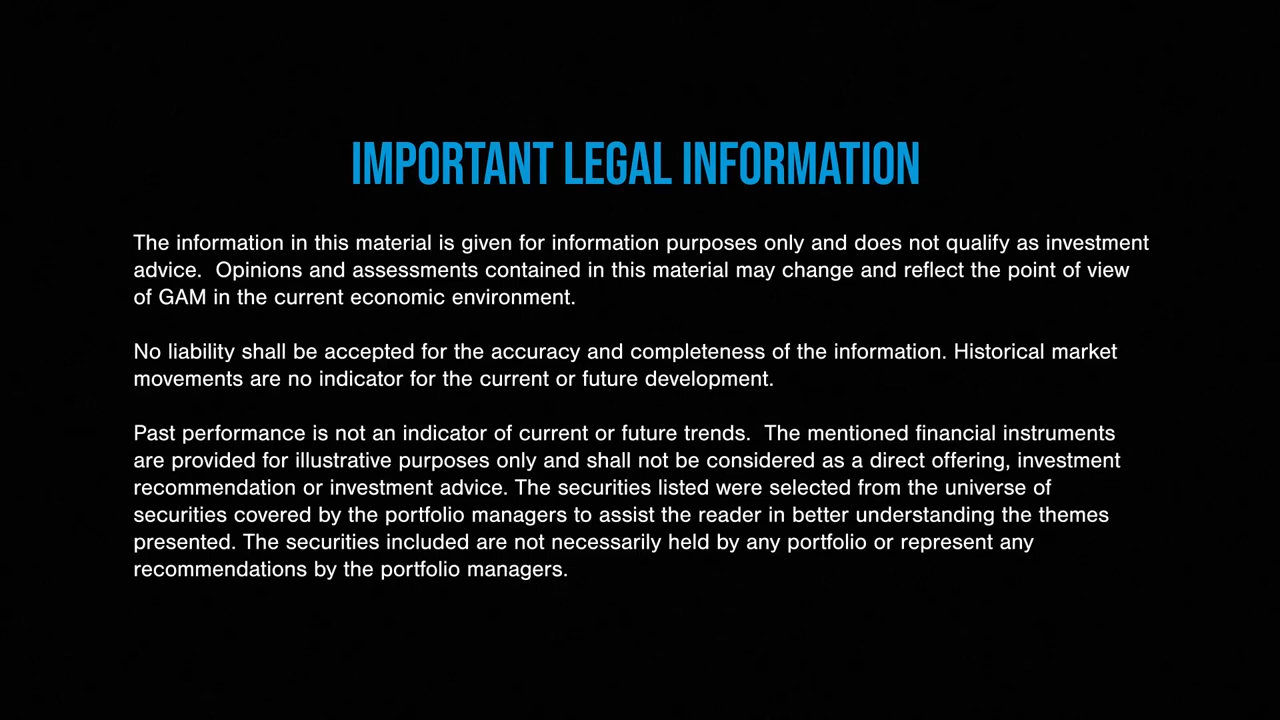 IMPORTANT LEGAL INFORMATION
The information in this material is given for information purposes only and does not qualify as investment
advice.  Opinions and assessments contained in this material may change and reflect the point of view
of GAM in the current economic environment.
No liability shall be accepted for the accuracy and completeness of the information. Historical market
movements are no indicator for the current or future development.
Past performance is not an indicator of current or future trends.  The mentioned financial instruments
are provided for illustrative purposes only and shall not be considered as a direct offering, investment
recommendation or investment advice. The securities listed were selected from the universe of
securities covered by the portfolio managers to assist the reader in better understanding the themes
presented. The securities included are not necessarily held by any portfolio or represent any
recommendations by the portfolio managers.